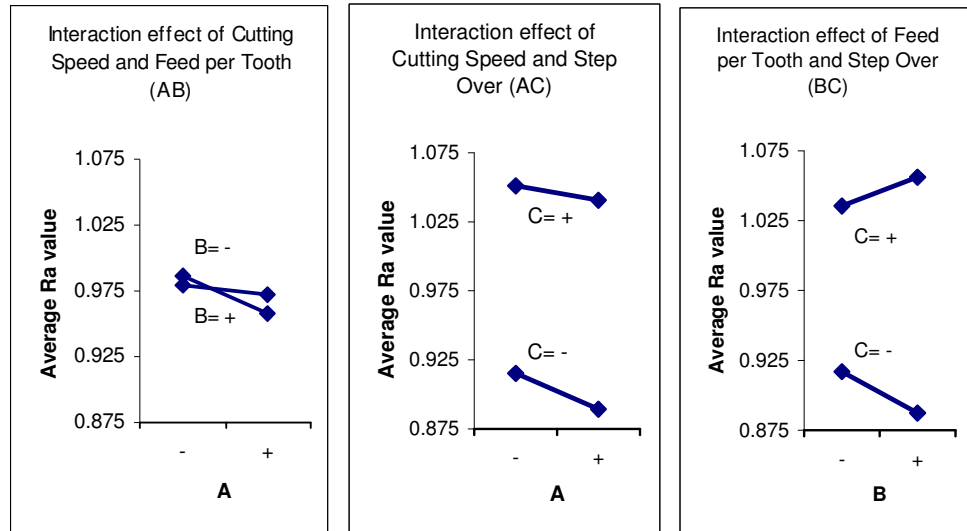 Interaction effect of Cutting
Speed and Feed per Tooth
(AB)
1.075
1.025
0.975
0.925
0.875
Average Ra value
B= -
B= +
-
+
A
Interaction effect of
Cutting Speed and Step
Over (AC)
1.075
1.025
0.975
0.925
0.875
Average Ra value
C= +
C= -
-
+
A
Interaction effect of Feed
per Tooth and Step Over
(BC)
1.075
1.025
0.975
0.925
0.875
Average Ra value
C= +
C= -
-
+
B